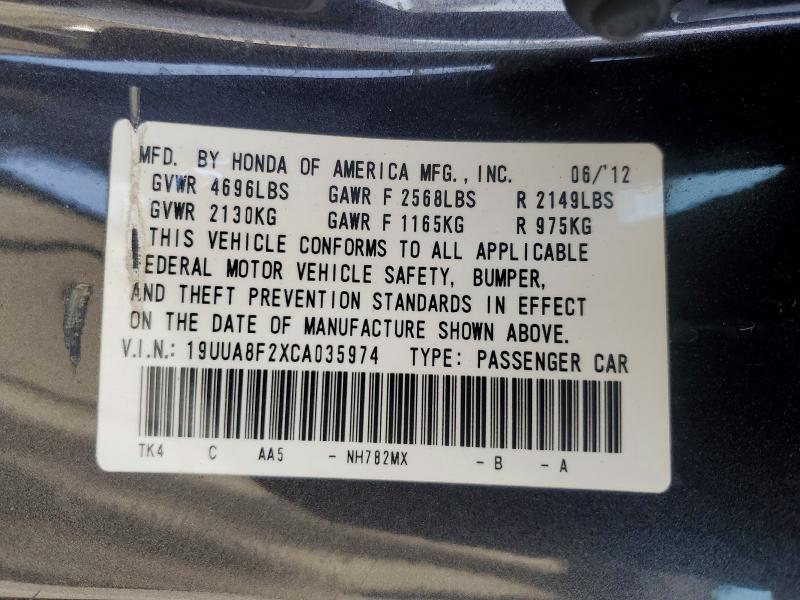 MFD. BY HONDA OF AMERICA MFG., INC. 06/'12
GVWR 4696LBS GAWR F 2568LBS R 2149LBS
GVWR 2130KG GAWR F 1165KG R 975KG
THIS VEHICLE CONFORMS TO ALL APPLICABLE
FEDERAL MOTOR VEHICLE SAFETY, BUMPER,
AND THEFT PREVENTION STANDARDS IN EFFECT
ON THE DATE OF MANUFACTURE SHOWN ABOVE.
V.I.N.: 19UUA8F2XCA035974 TYPE: PASSENGER CAR
TK4 C AA5 - NH782MX - B - A